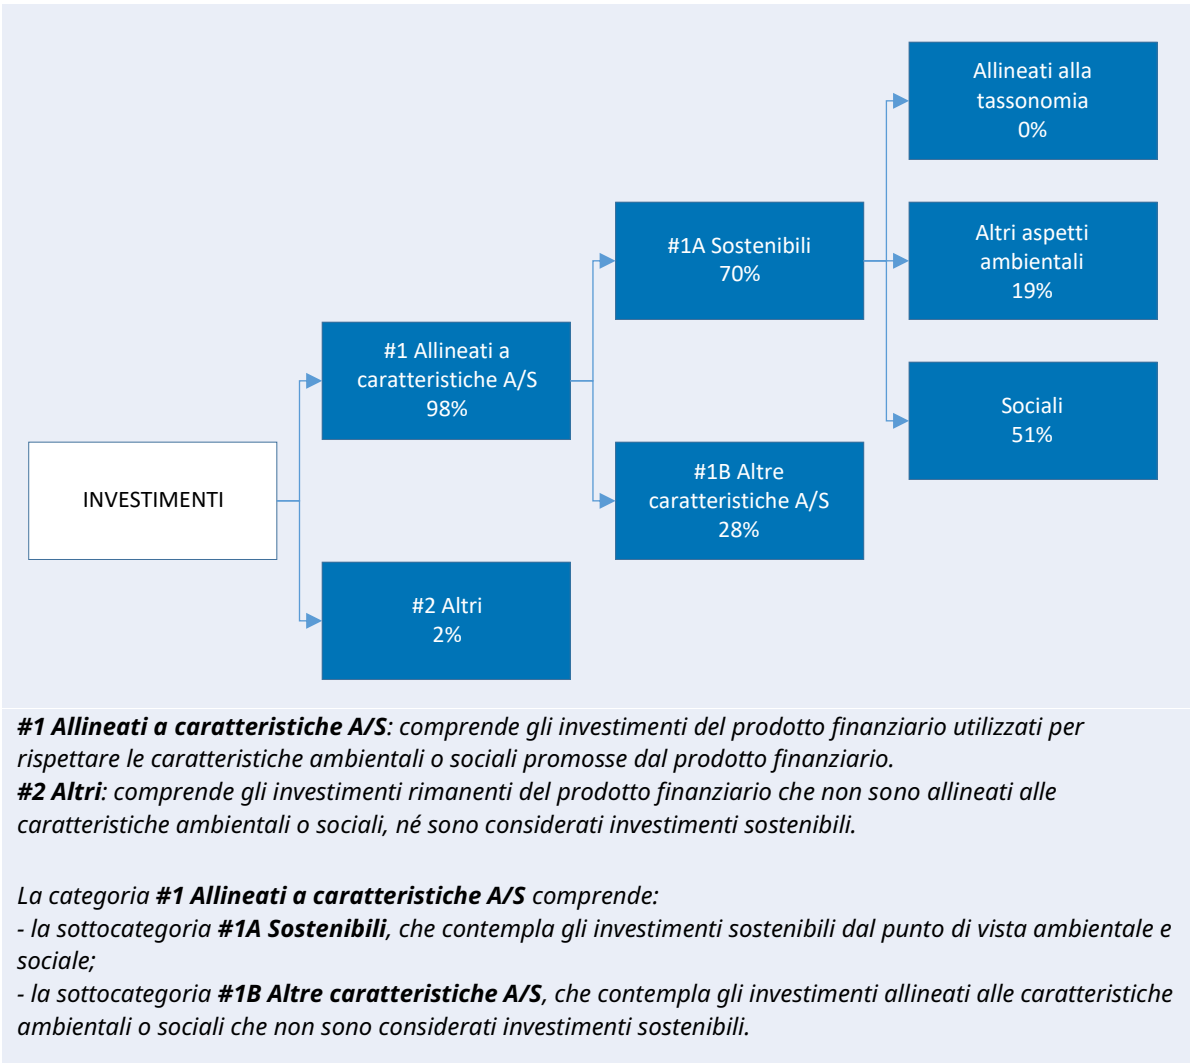 Allineati alla
tassonomia
0%
#1A Sostenibili
70%
Altri aspetti
ambientali
19%
#1 Allineati a
caratteristiche A/S
98%
Sociali
51%
INVESTIMENTI
#1B Altre
caratteristiche A/S
28%
#2 Altri
2%
#1 Allineati a caratteristiche A/S: comprende gli investimenti del prodotto finanziario utilizzati per
rispettare le caratteristiche ambientali o sociali promosse dal prodotto finanziario.
#2 Altri: comprende gli investimenti rimanenti del prodotto finanziario che non sono allineati alle
caratteristiche ambientali o sociali, né sono considerati investimenti sostenibili.
La categoria #1 Allineati a caratteristiche A/S comprende:
- la sottocategoria #1A Sostenibili, che contempla gli investimenti sostenibili dal punto di vista ambientale e
sociale;
- la sottocategoria #1B Altre caratteristiche A/S, che contempla gli investimenti allineati alle caratteristiche
ambientali o sociali che non sono considerati investimenti sostenibili.